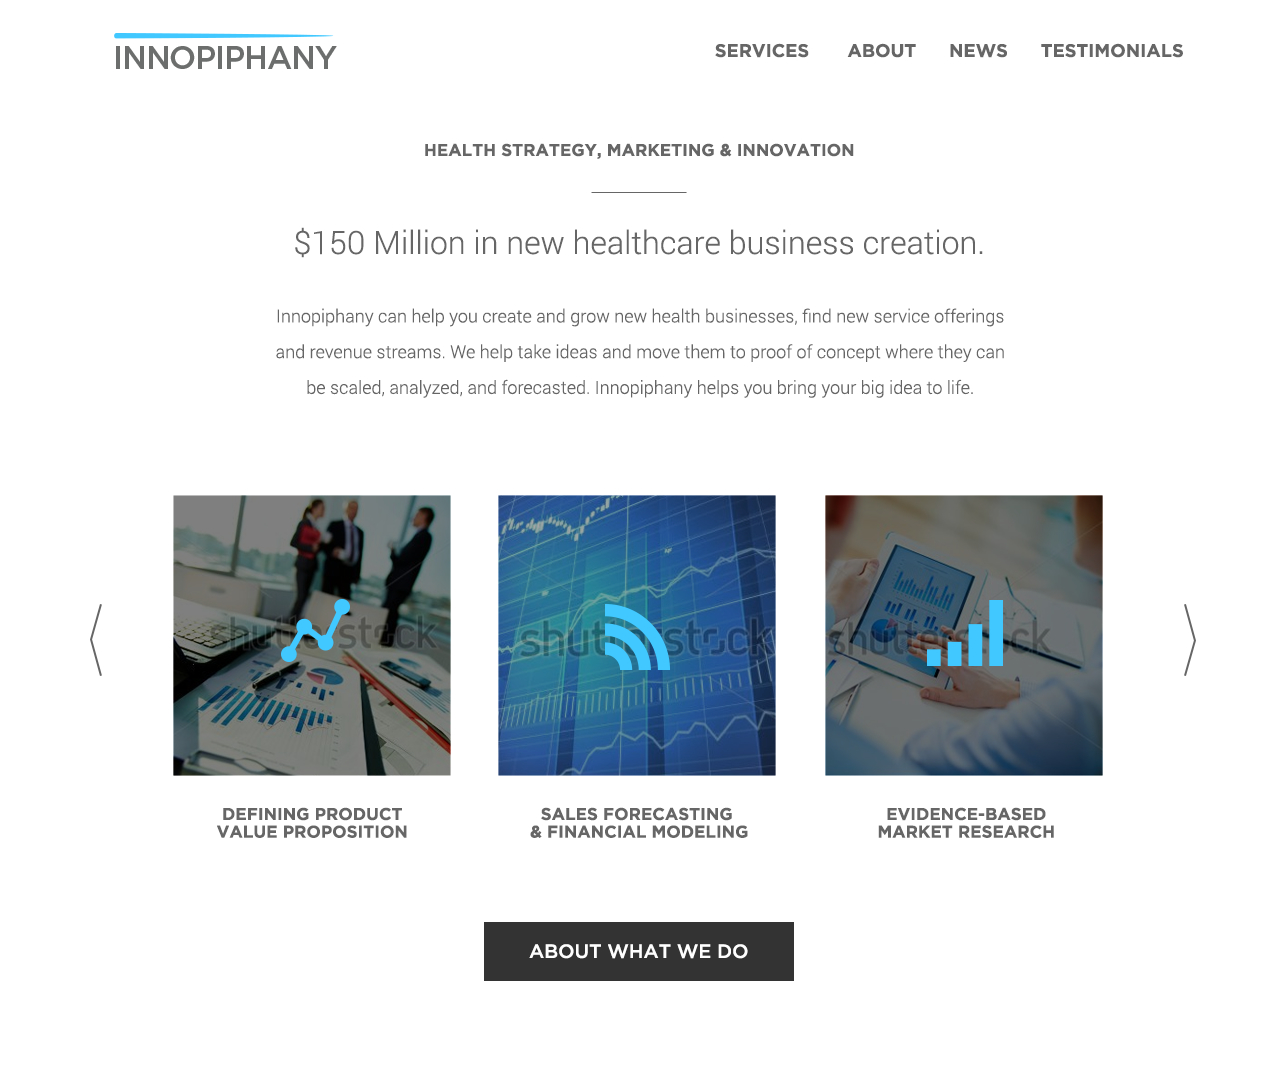 INNOPIPHANY
SERVICES ABOUT NEWS TESTIMONIALS
HEALTH STRATEGY, MARKETING & INNOVATION
$150 Million in new healthcare business creation.
Innopiphany can help you create and grow new health businesses, find new service offerings
and revenue streams. We help take ideas and move them to proof of concept where they can
be scaled, analyzed, and forecasted. Innopiphany helps you bring your big idea to life.
shutterstock
shutterstock
shutterstock
DEFINING PRODUCT
VALUE PROPOSITION
SALES FORECASTING
& FINANCIAL MODELING
EVIDENCE-BASED
MARKET RESEARCH
ABOUT WHAT WE DO